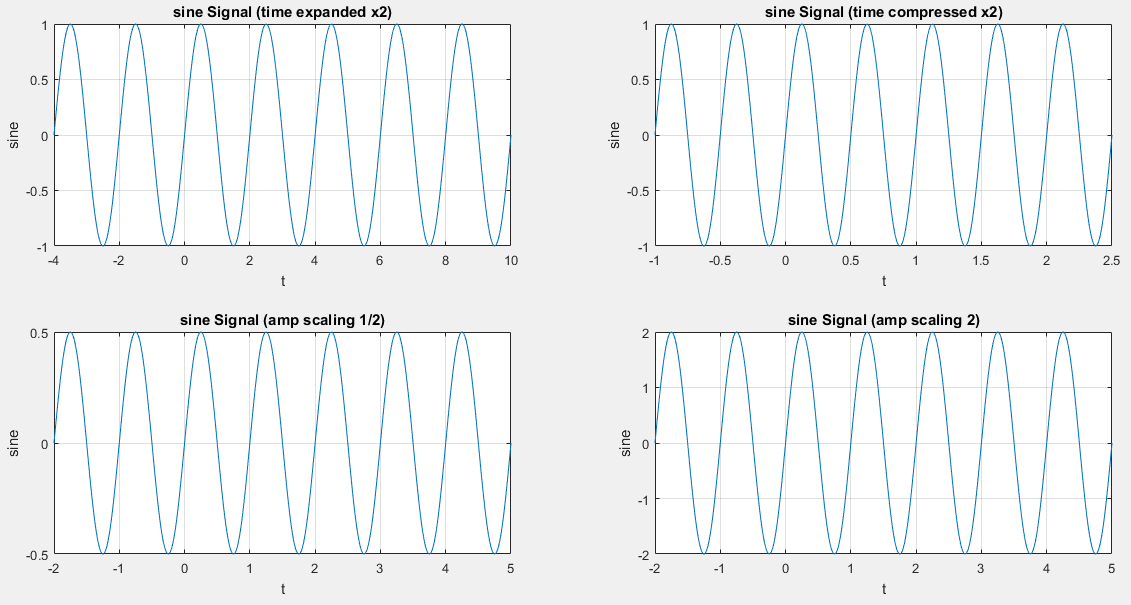 sine Signal (time expanded x2)
1
0.5
0
-0.5
-1
sine
-4 -2 0 2 4 6 8 10
t
sine Signal (time compressed x2)
1
0.5
0
-0.5
-1
sine
-1 -0.5 0 0.5 1 1.5 2 2.5
t
sine Signal (amp scaling 1/2)
0.5
0
-0.5
sine
-2 -1 0 1 2 3 4 5
t
sine Signal (amp scaling 2)
2
1
0
-1
-2
sine
-2 -1 0 1 2 3 4 5
t